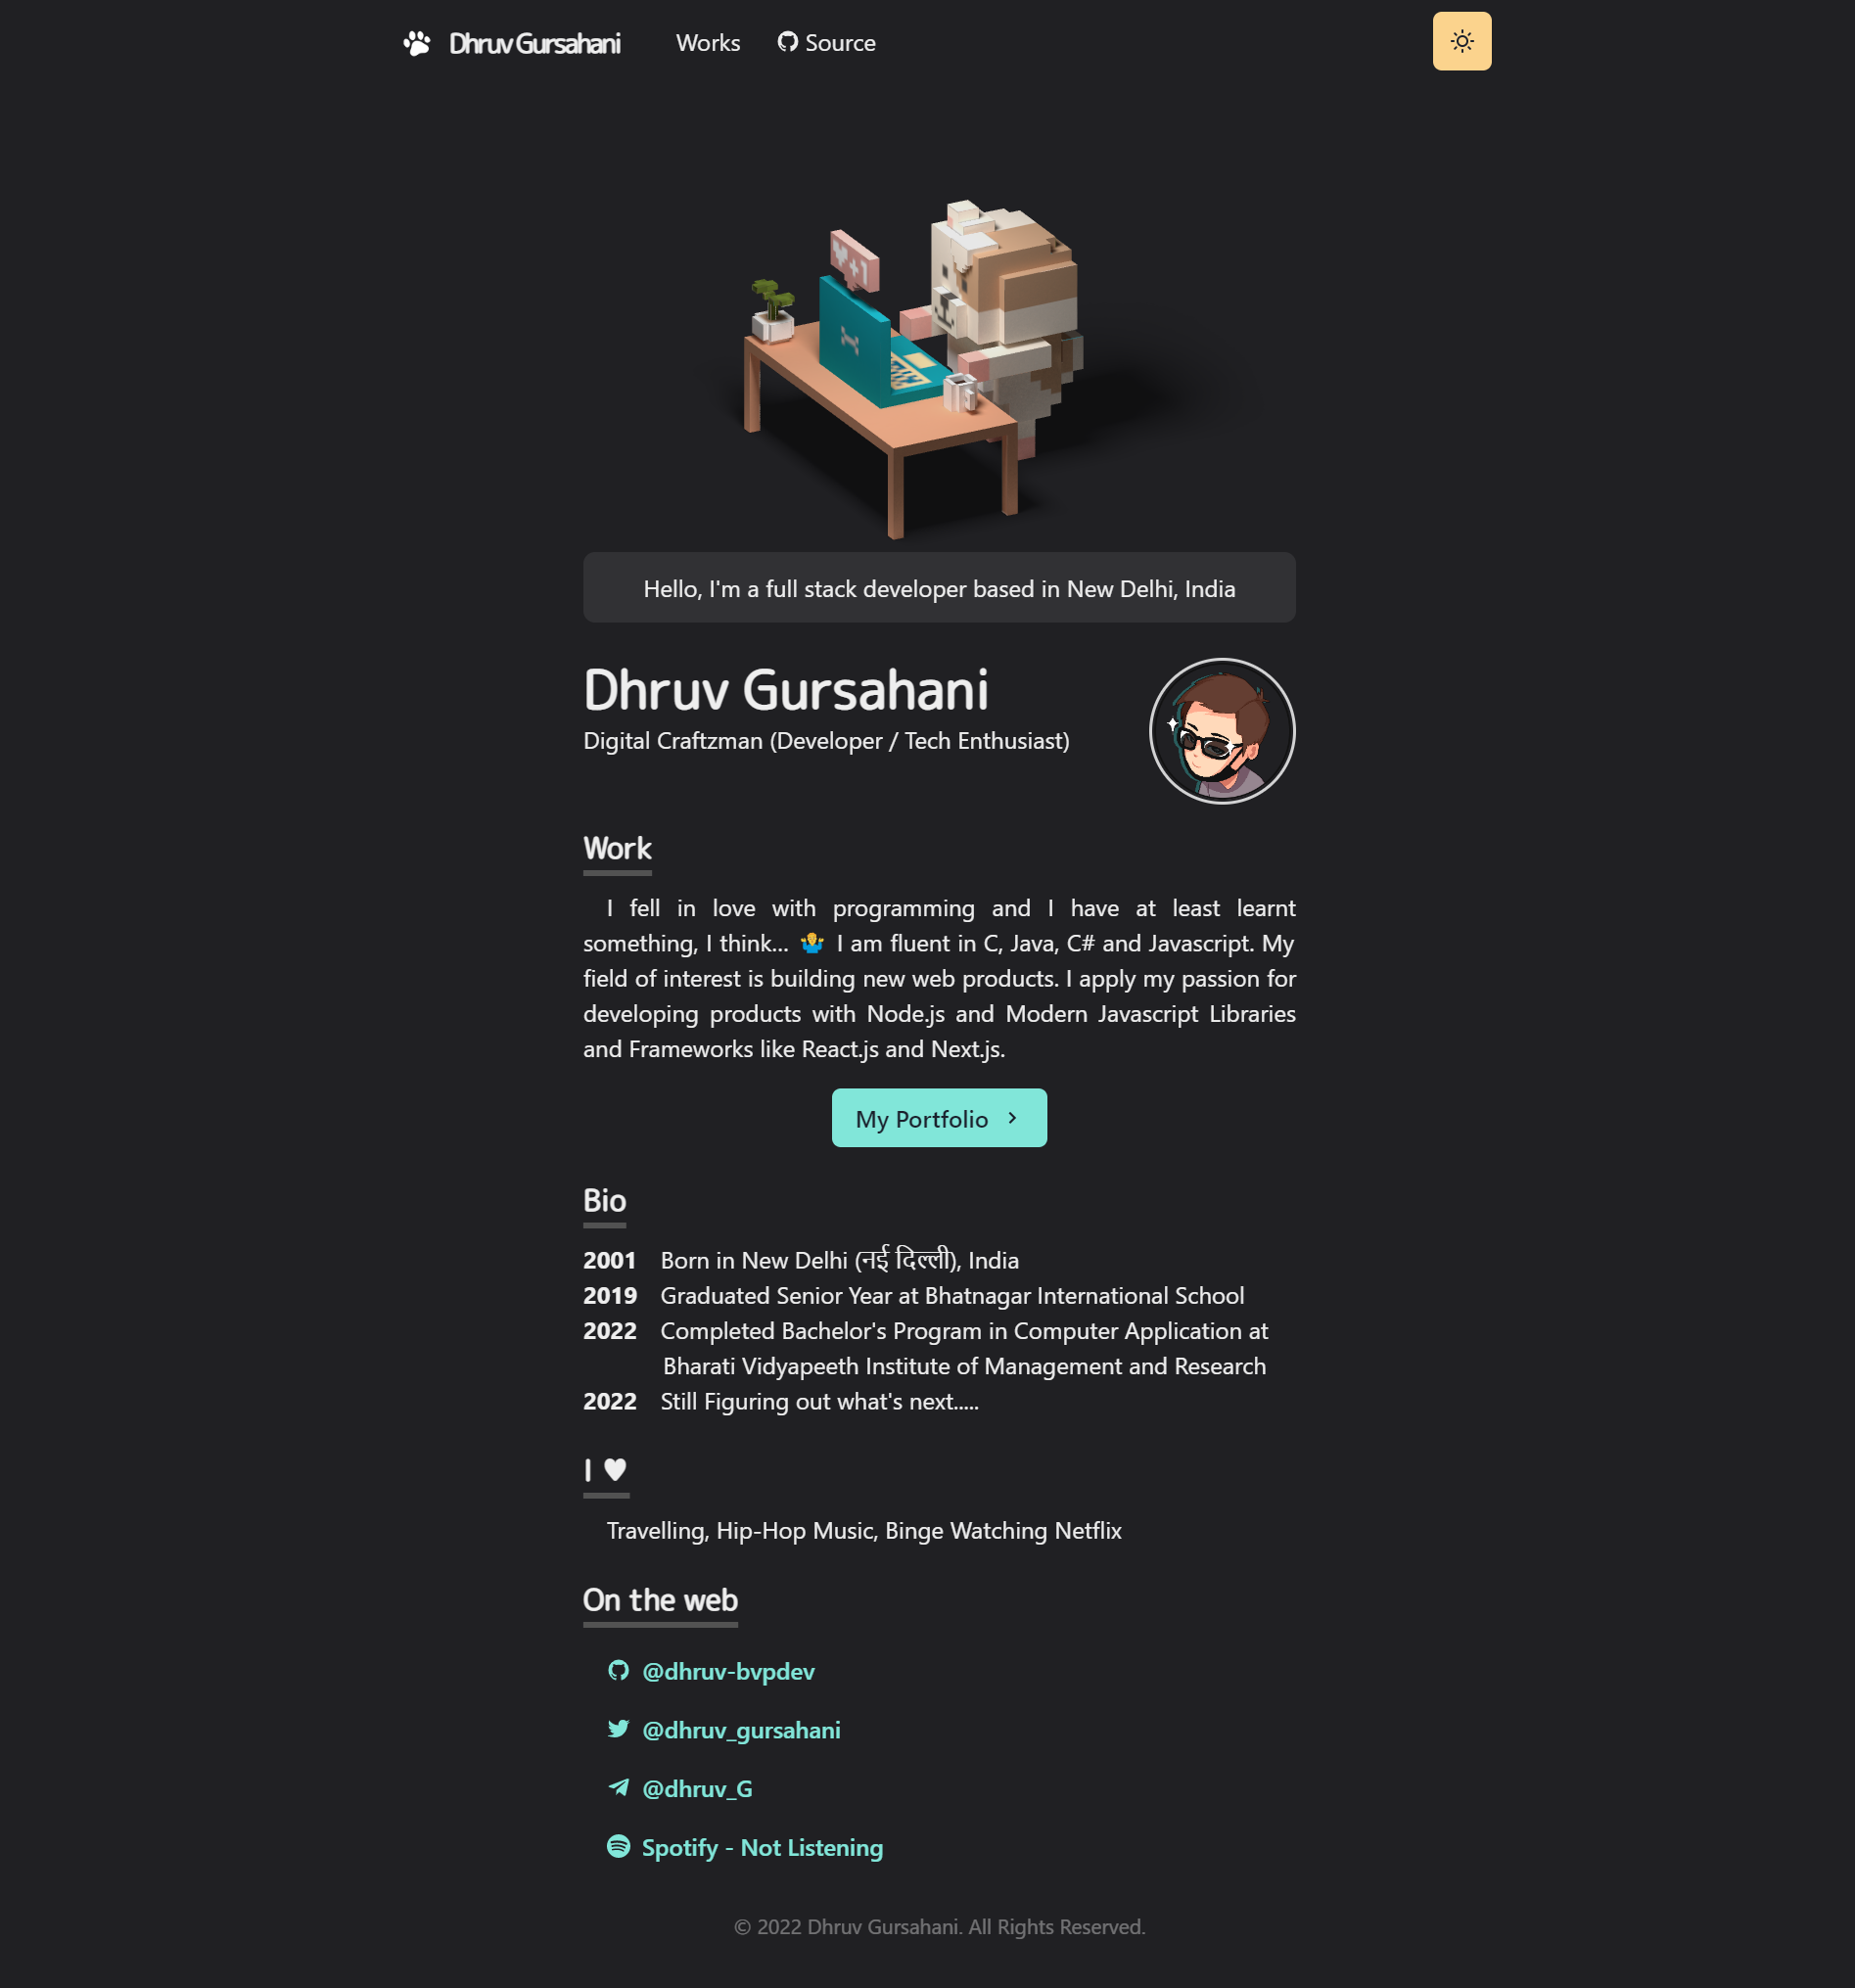 Dhruv Gursahani Works Source
+1
Hello, I'm a full stack developer based in New Delhi, India
Dhruv Gursahani
Digital Craftzman (Developer / Tech Enthusiast)
Work
I fell in love with programming and I have at least learnt
something, I think... 🤷‍♂️ I am fluent in C, Java, C# and Javascript. My
field of interest is building new web products. I apply my passion for
developing products with Node.js and Modern Javascript Libraries
and Frameworks like React.js and Next.js.
My Portfolio
Bio
2001 Born in New Delhi (नई दिल्ली), India
2019 Graduated Senior Year at Bhatnagar International School
2022 Completed Bachelor's Program in Computer Application at
Bharati Vidyapeeth Institute of Management and Research
2022 Still Figuring out what's next.....
I ♥
Travelling, Hip-Hop Music, Binge Watching Netflix
On the web
@dhruv-bvpdev
@dhruv_gursahani
@dhruv_G
Spotify - Not Listening
© 2022 Dhruv Gursahani. All Rights Reserved.